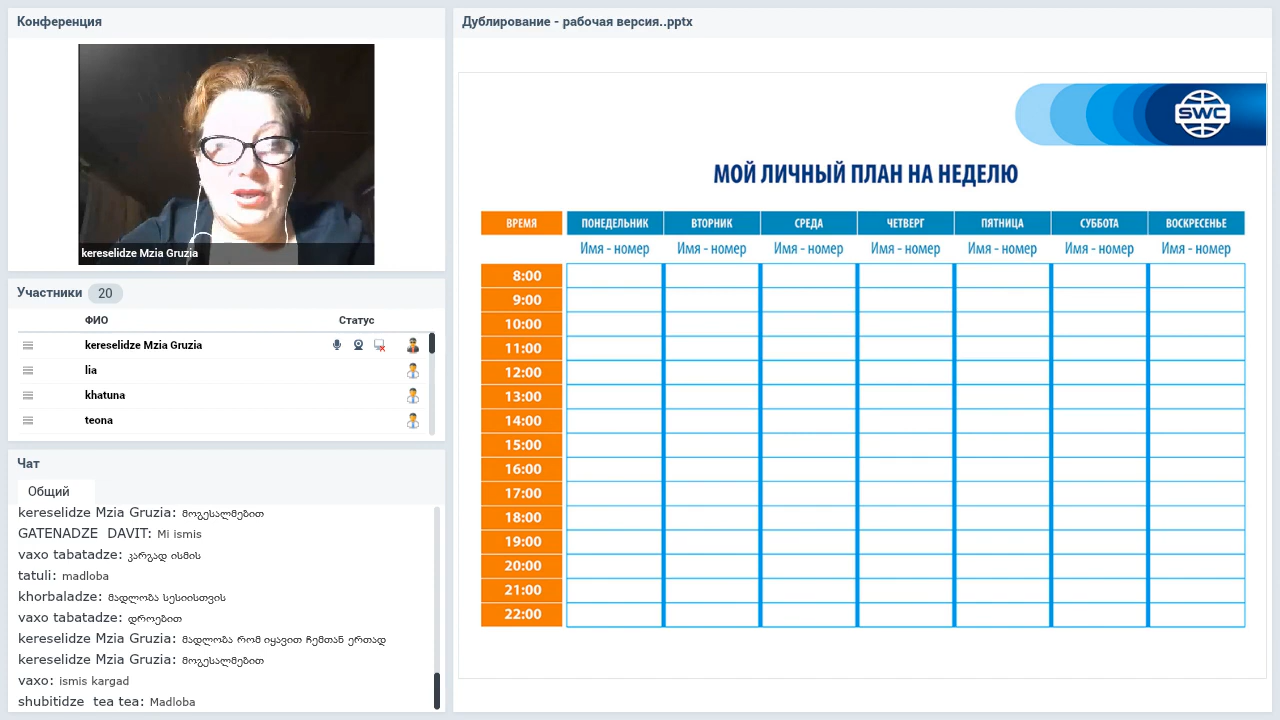 Конференция
kereselidze Mzia Gruzia
Участники 20
ФИО Статус
kereselidze Mzia Gruzia
lia
khatuna
teona
Чат
Общий
kereselidze Mzia Gruzia: მოგესალმებით
GATENADZE DAVIT: Mi ismis
vaxo tabatadze: კარგად ისმის
tatuli: madloba
khorbaladze: მადლობა სესიისთვის
vaxo tabatadze: დროებით
kereselidze Mzia Gruzia: მადლობა რომ იყავით ჩემთან ერთად
kereselidze Mzia Gruzia: მოგესალმებით
vaxo: ismis kargad
shubitidze tea tea: Madloba
Дублирование - рабочая версия..pptx
SWC
МОЙ ЛИЧНЫЙ ПЛАН НА НЕДЕЛЮ
ВРЕМЯ ПОНЕДЕЛЬНИК ВТОРНИК СРЕДА ЧЕТВЕРГ ПЯТНИЦА СУББОТА ВОСКРЕСЕНЬЕ
Имя - номер Имя - номер Имя - номер Имя - номер Имя - номер Имя - номер Имя - номер
8:00
9:00
10:00
11:00
12:00
13:00
14:00
15:00
16:00
17:00
18:00
19:00
20:00
21:00
22:00